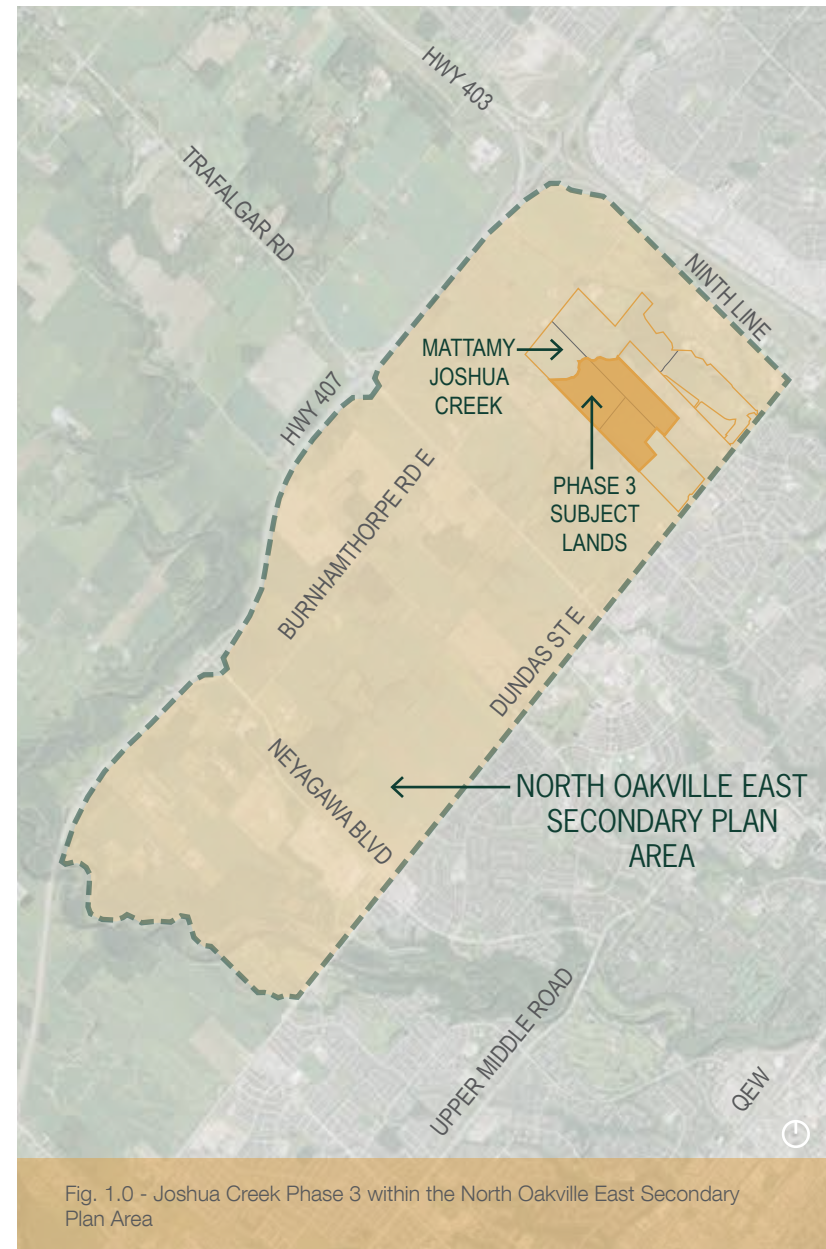 HWY 403
TRAFALGAR RD
NINTH LINE
MATTAMY
JOSHUA
CREEK
HWY 407
PHASE 3
SUBJECT
LANDS
BURNHAMTHORPE RD E
DUNDAS ST E
NEYAGAWA BLVD
NORTH OAKVILLE EAST
SECONDARY PLAN
AREA
UPPER MIDDLE ROAD
QEW
Fig. 1.0 - Joshua Creek Phase 3 within the North Oakville East Secondary
Plan Area